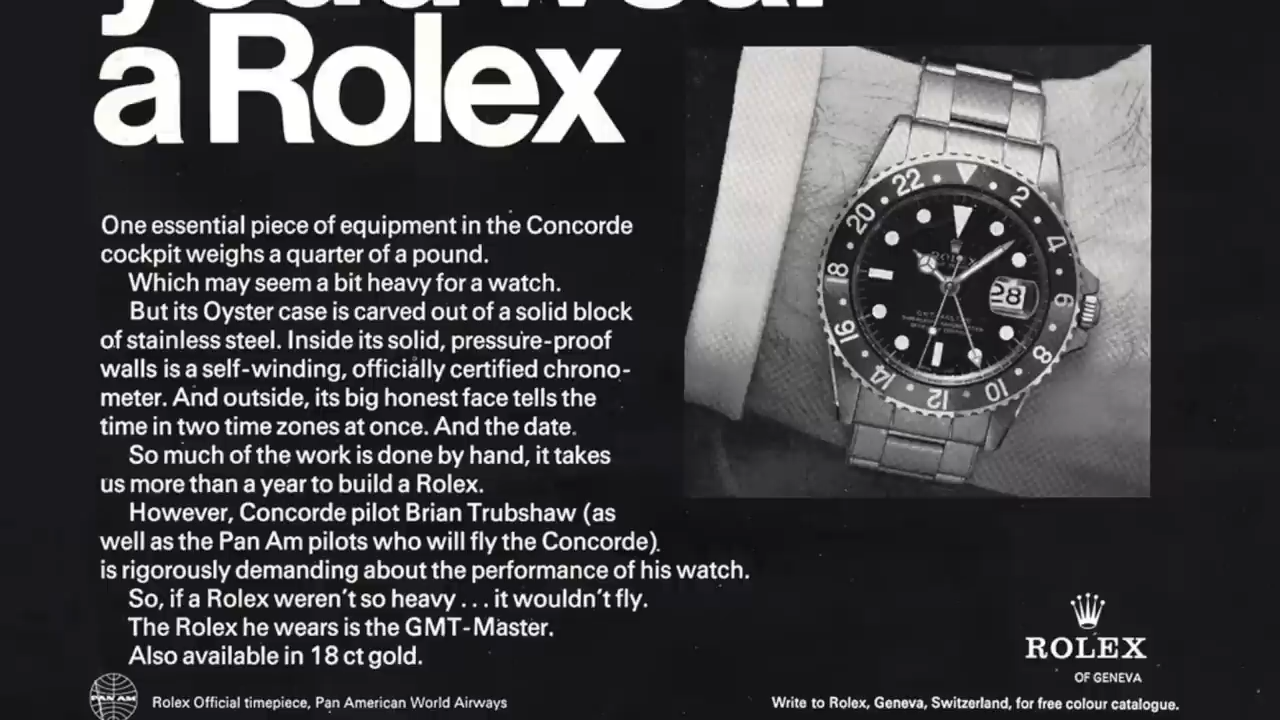 you'd wear
a Rolex
One essential piece of equipment in the Concorde
cockpit weighs a quarter of a pound.
Which may seem a bit heavy for a watch.
But its Oyster case is carved out of a solid block
of stainless steel. Inside its solid, pressure-proof
walls is a self-winding, officially certified chrono-
meter. And outside, its big honest face tells the
time in two time zones at once. And the date.
So much of the work is done by hand, it takes
us more than a year to build a Rolex.
However, Concorde pilot Brian Trubshaw (as
well as the Pan Am pilots who will fly the Concorde)
is rigorously demanding about the performance of his watch.
So, if a Rolex weren't so heavy ... it wouldn't fly.
The Rolex he wears is the GMT-Master.
Also available in 18 ct gold.
PAN AM
Rolex Official timepiece, Pan American World Airways
22 2 4 6 8 10 12 14 16 18 20
ROLEX
28
GMT-MASTER
ROLEX
OF GENEVA
Write to Rolex, Geneva, Switzerland, for free colour catalogue.